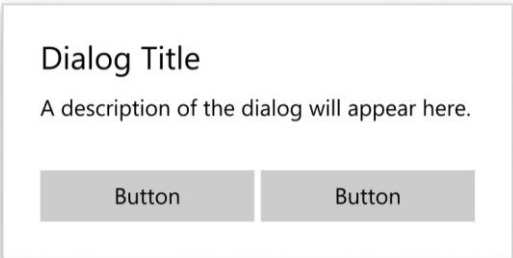 Dialog Title
A description of the dialog will appear here.
Button Button